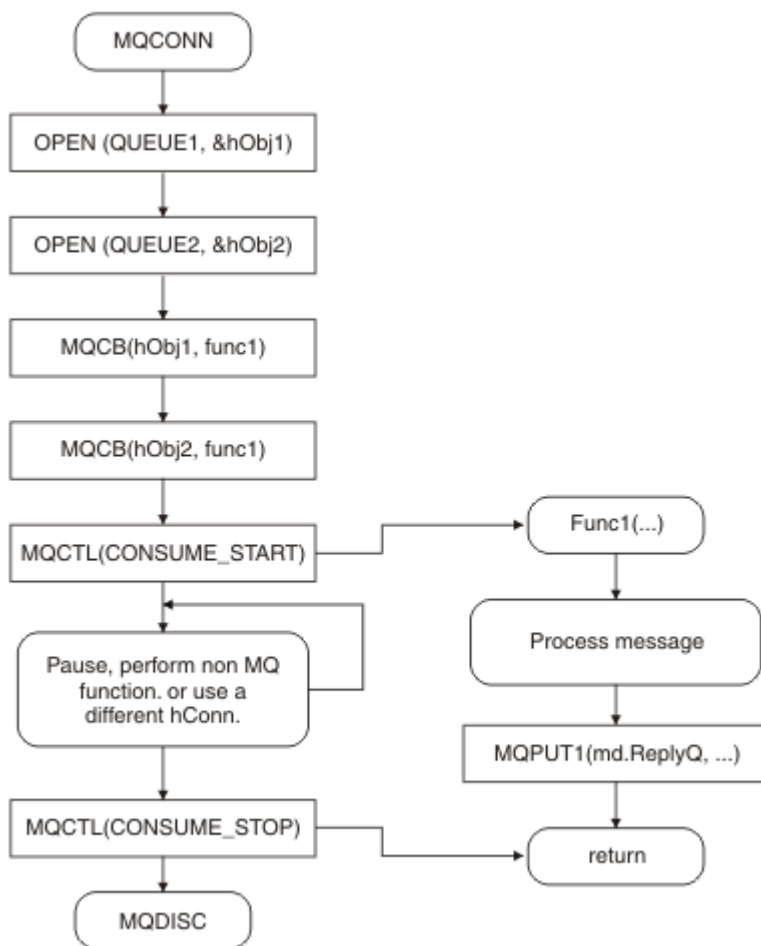 MQCONN
OPEN (QUEUE1, &hObj1)
OPEN (QUEUE2, &hObj2)
MQCB(hObj1, func1)
MQCB(hObj2, func1)
MQCTL(CONSUME_START)
Pause, perform non MQ
function. or use a
different hConn.
MQCTL(CONSUME_STOP)
MQDISC
Func1(...)
Process message
MQPUT1(md.ReplyQ, ...)
return